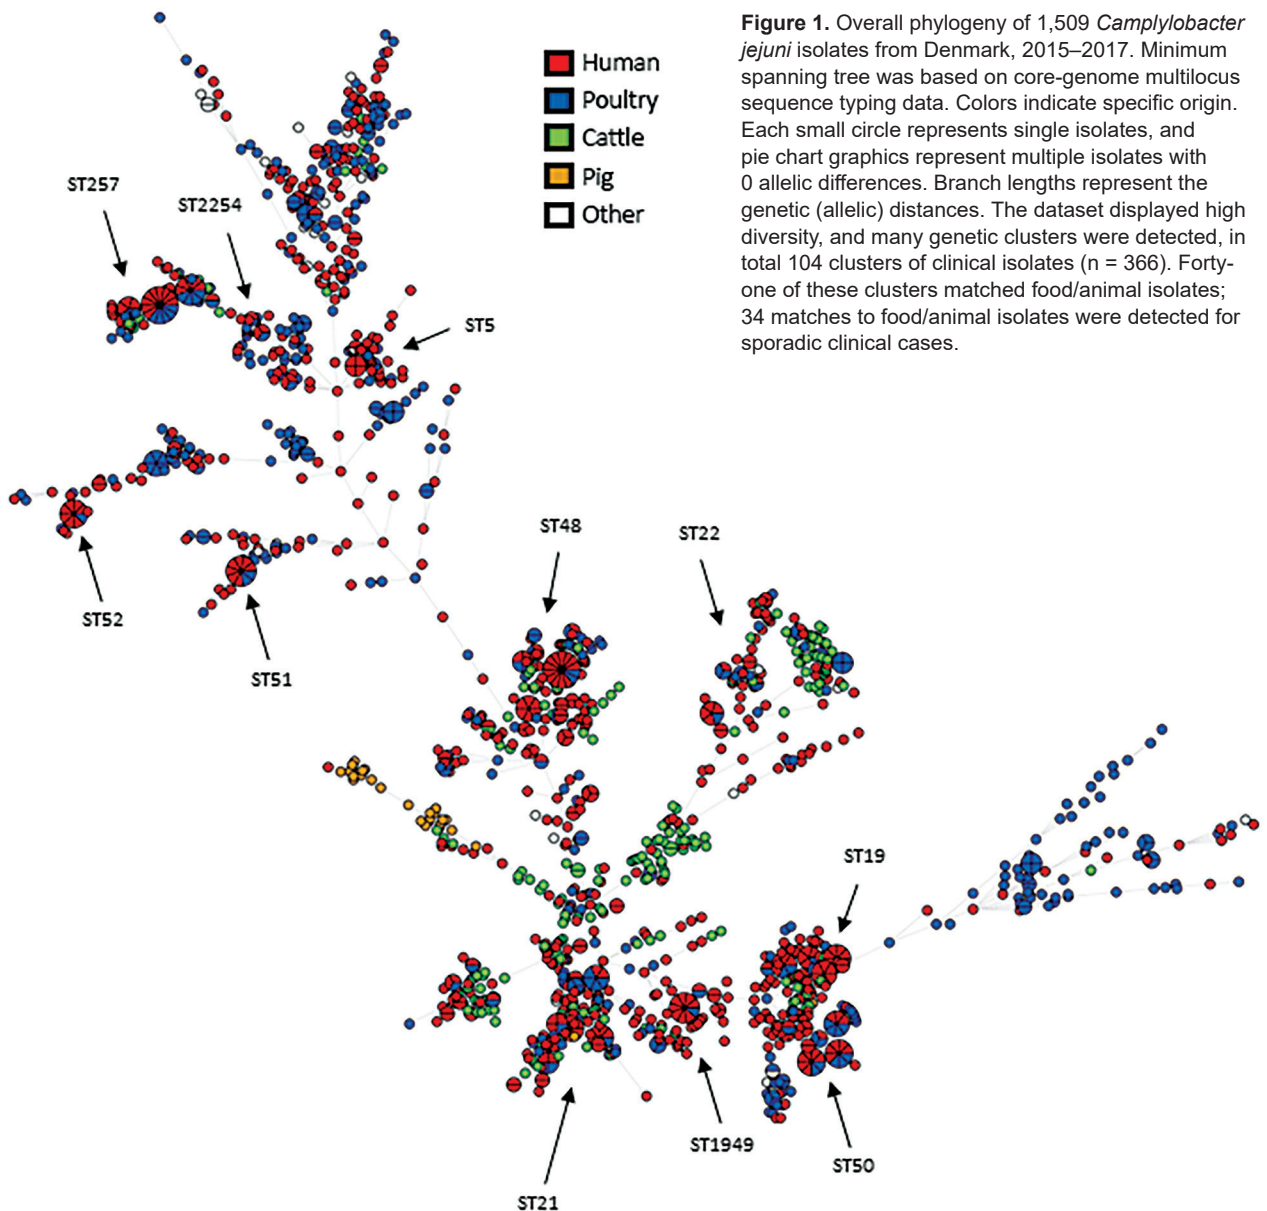 Figure 1. Overall phylogeny of 1,509 Camplylobacter
jejuni isolates from Denmark, 2015–2017. Minimum
spanning tree was based on core-genome multilocus
sequence typing data. Colors indicate specific origin.
Each small circle represents single isolates, and
pie chart graphics represent multiple isolates with
0 allelic differences. Branch lengths represent the
genetic (allelic) distances. The dataset displayed high
diversity, and many genetic clusters were detected, in
total 104 clusters of clinical isolates (n = 366). Forty-
one of these clusters matched food/animal isolates;
34 matches to food/animal isolates were detected for
sporadic clinical cases.
Human
Poultry
Cattle
Pig
Other
ST257
ST2254
ST5
ST52
ST51
ST48
ST22
ST19
ST1949
ST50
ST21